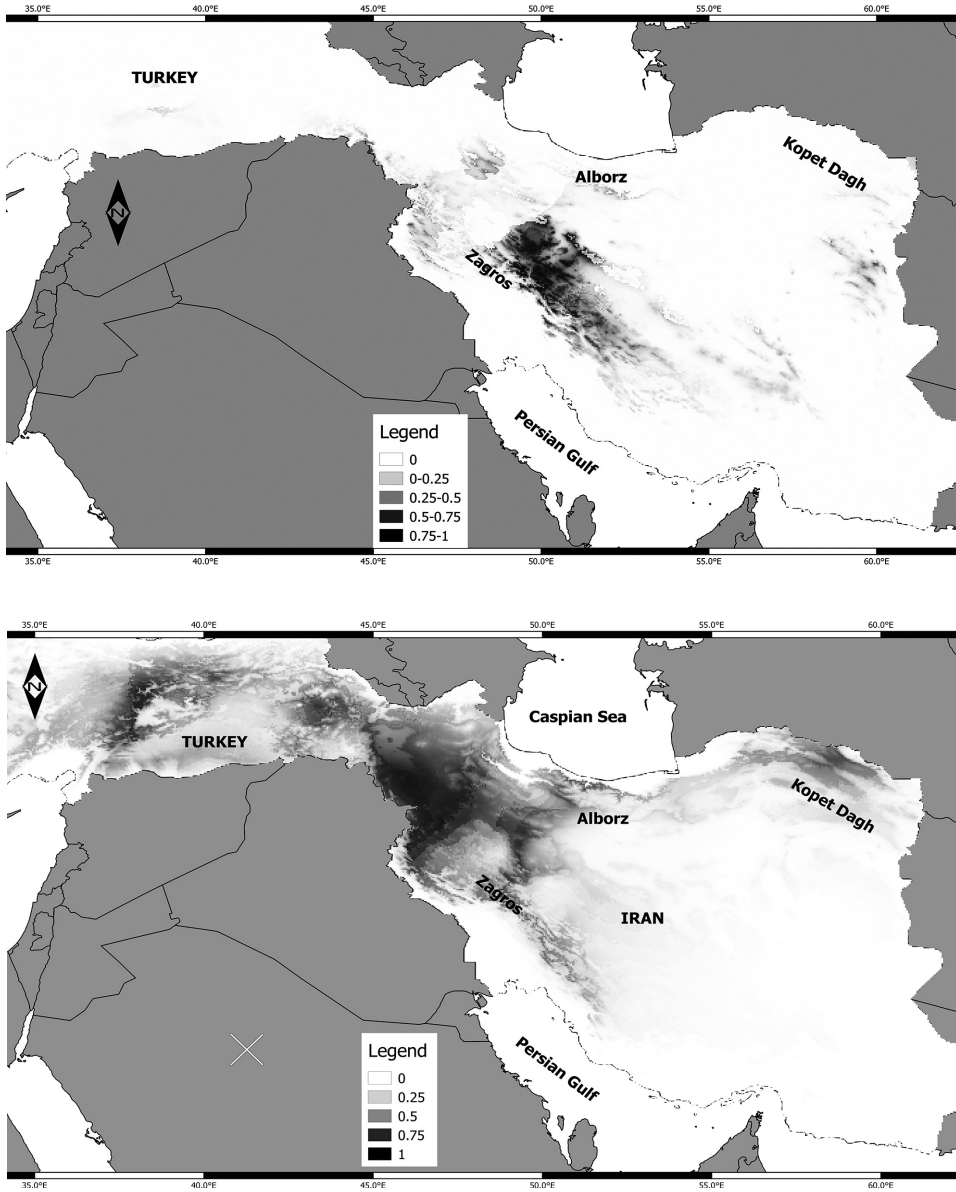 35.0°E 40.0°E 45.0°E 50.0°E 55.0°E 60.0°E
TURKEY
Kopet Dagh
Alborz
N
Zagros
Persian Gulf
Legend
0
0-0.25
0.25-0.5
0.5-0.75
0.75-1
35.0°E 40.0°E 45.0°E 50.0°E 55.0°E 60.0°E
35.0°E 40.0°E 45.0°E 50.0°E 55.0°E 60.0°E
N
Caspian Sea
TURKEY
Kopet Dagh
Alborz
Zagros
IRAN
Persian Gulf
Legend
0
0.25
0.5
0.75
1
35.0°E 40.0°E 45.0°E 50.0°E 55.0°E 60.0°E